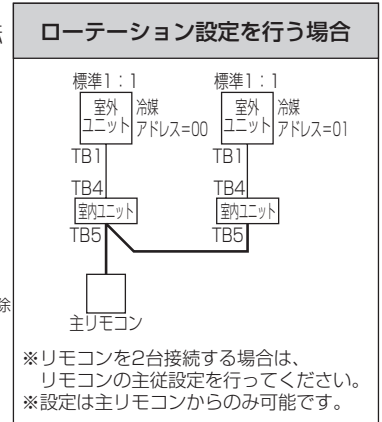 ローテーション設定を行う場合
標準1：1
標準1：1
室外
ユニット
冷媒
アドレス=00
室外
ユニット
冷媒
アドレス=01
TB1
TB1
TB4
TB4
室内ユニット
室内ユニット
TB5
TB5
除
主リモコン
※リモコンを2台接続する場合は、
リモコンの主従設定を行ってください。
※設定は主リモコンからのみ可能です。